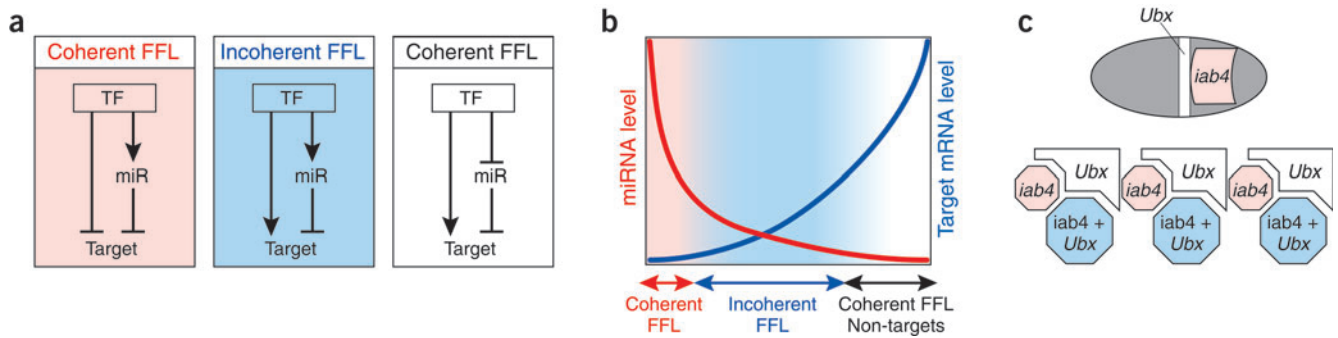 a
Coherent FFL
TF
miR
Target
Incoherent FFL
TF
miR
Target
Coherent FFL
TF
miR
Target
b
miRNA level
Target mRNA level
Coherent
FFL
Incoherent
FFL
Coherent FFL
Non-targets
c
Ubx
iab4
Ubx
iab4
iab4 +
Ubx
Ubx
iab4
iab4 +
Ubx
Ubx
iab4
iab4 +
Ubx